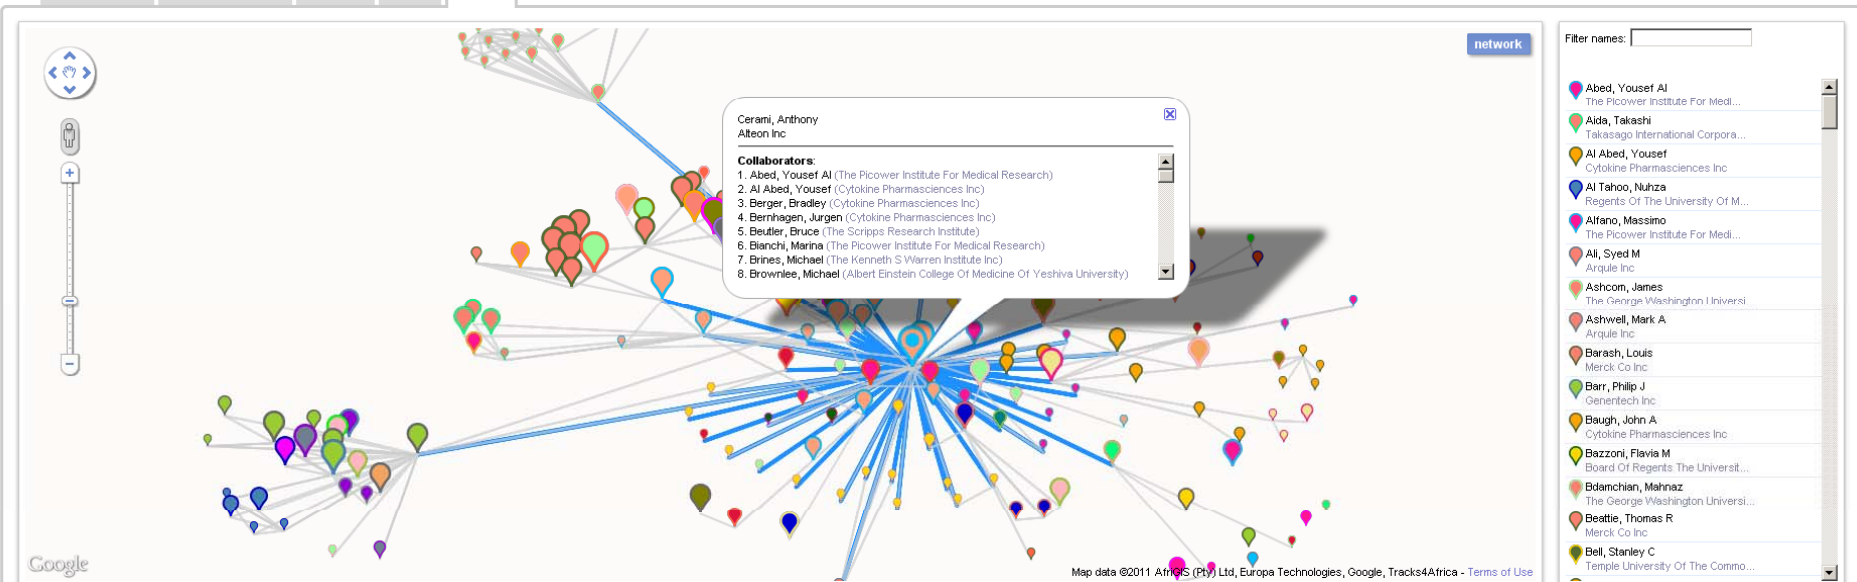 network
Cerami, Anthony
Alteon Inc
Collaborators:
1. Abed, Yousef Al (The Picower Institute For Medical Research)
2. Al Abed, Yousef (Cytokine Pharmasciences Inc)
3. Berger, Bradley (Cytokine Pharmasciences Inc)
4. Bernhagen, Jurgen (Cytokine Pharmasciences Inc)
5. Beutler, Bruce (The Scripps Research Institute)
6. Bianchi, Marina (The Picower Institute For Medical Research)
7. Brines, Michael (The Kenneth S Warren Institute Inc)
8. Brownlee, Michael (Albert Einstein College Of Medicine Of Yeshiva University)
Google
Map data ©2011 AfriGIS (Pty) Ltd, Europa Technologies, Google, Tracks4Africa - Terms of Use
Filter names:
Abed, Yousef Al
The Picower Institute For Medi...
Aida, Takashi
Takasago International Corpora...
Al Abed, Yousef
Cytokine Pharmasciences Inc
Al Tahoo, Nuhza
Regents Of The University Of M...
Alfano, Massimo
The Picower Institute For Medi...
Ali, Syed M
Arqule Inc
Ashcom, James
The George Washington Universi...
Ashwell, Mark A
Arqule Inc
Barash, Louis
Merck Co Inc
Barr, Philip J
Genentech Inc
Baugh, John A
Cytokine Pharmasciences Inc
Bazzoni, Flavia M
Board Of Regents The Universit...
Bdamchian, Mahnaz
The George Washington Universi...
Beattie, Thomas R
Merck Co Inc
Bell, Stanley C
Temple University Of The Commo...